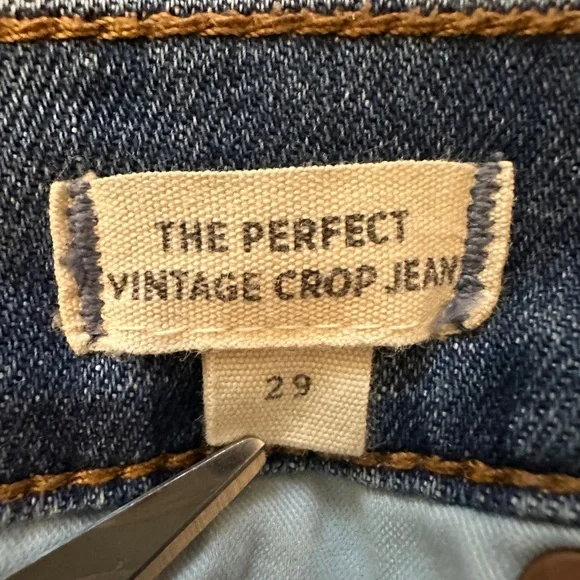 THE PERFECT
VINTAGE CROP JEAN
29